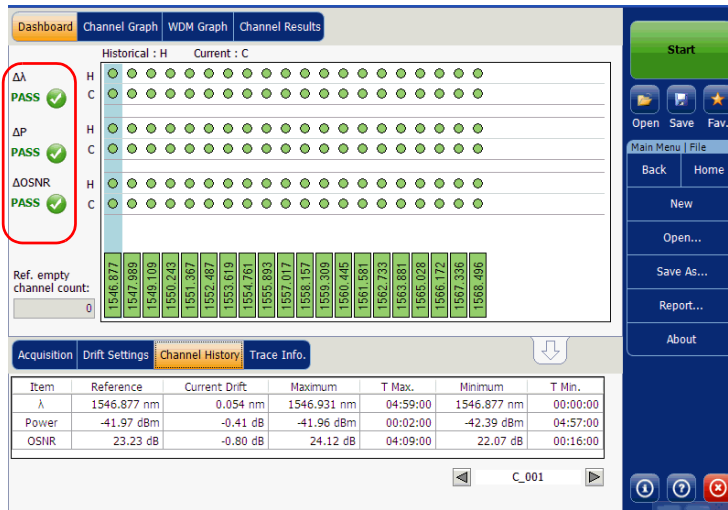 Dashboard Channel Graph WDM Graph Channel Results
Historical : H Current : C
Δλ H
PASS C
ΔP H
PASS C
ΔOSNR H
PASS C
Ref. empty channel count:
0
1546.877 1547.989 1549.109 1550.243 1551.367 1552.487 1553.619 1554.761 1555.893 1557.017 1558.157 1559.309 1560.445 1561.581 1562.733 1563.881 1565.028 1566.172 1567.336 1568.496
Acquisition Drift Settings Channel History Trace Info.
Item Reference Current Drift Maximum T Max. Minimum T Min.
λ 1546.877 nm 0.054 nm 1546.931 nm 04:59:00 1546.877 nm 00:00:00
Power -41.97 dBm -0.41 dB -41.96 dBm 00:02:00 -42.39 dBm 04:57:00
OSNR 23.23 dB -0.80 dB 24.12 dB 04:09:00 22.07 dB 00:16:00
C_001
Start
Open Save Fav.
Main Menu | File
Back Home
New
Open...
Save As...
Report...
About